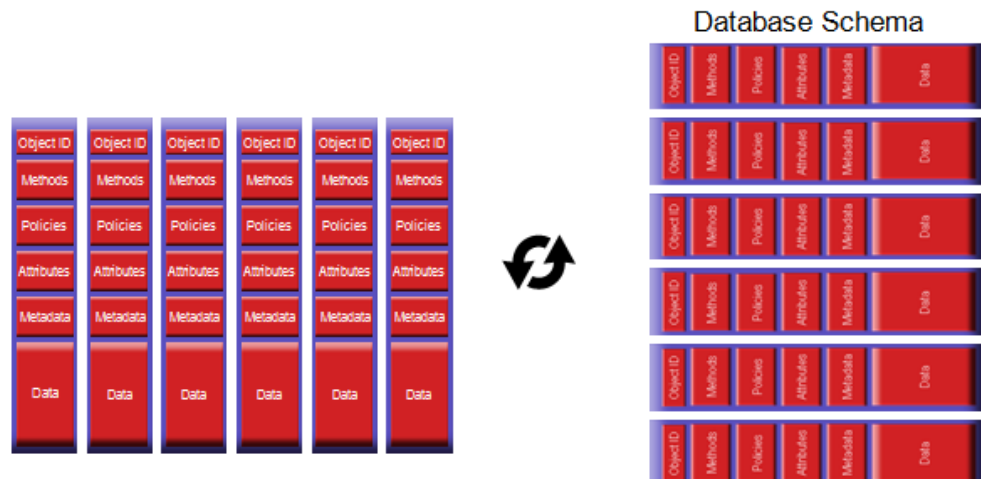 Database Schema
Object ID Methods Policies Attributes Metadata Data
Object ID Methods Policies Attributes Metadata Data
Object ID Methods Policies Attributes Metadata Data
Object ID Methods Policies Attributes Metadata Data
Object ID Methods Policies Attributes Metadata Data
Object ID Methods Policies Attributes Metadata Data
Object ID Object ID Object ID Object ID Object ID Object ID
Methods Methods Methods Methods Methods Methods
Policies Policies Policies Policies Policies Policies
Attributes Attributes Attributes Attributes Attributes Attributes
Metadata Metadata Metadata Metadata Metadata Metadata
Data Data Data Data Data Data